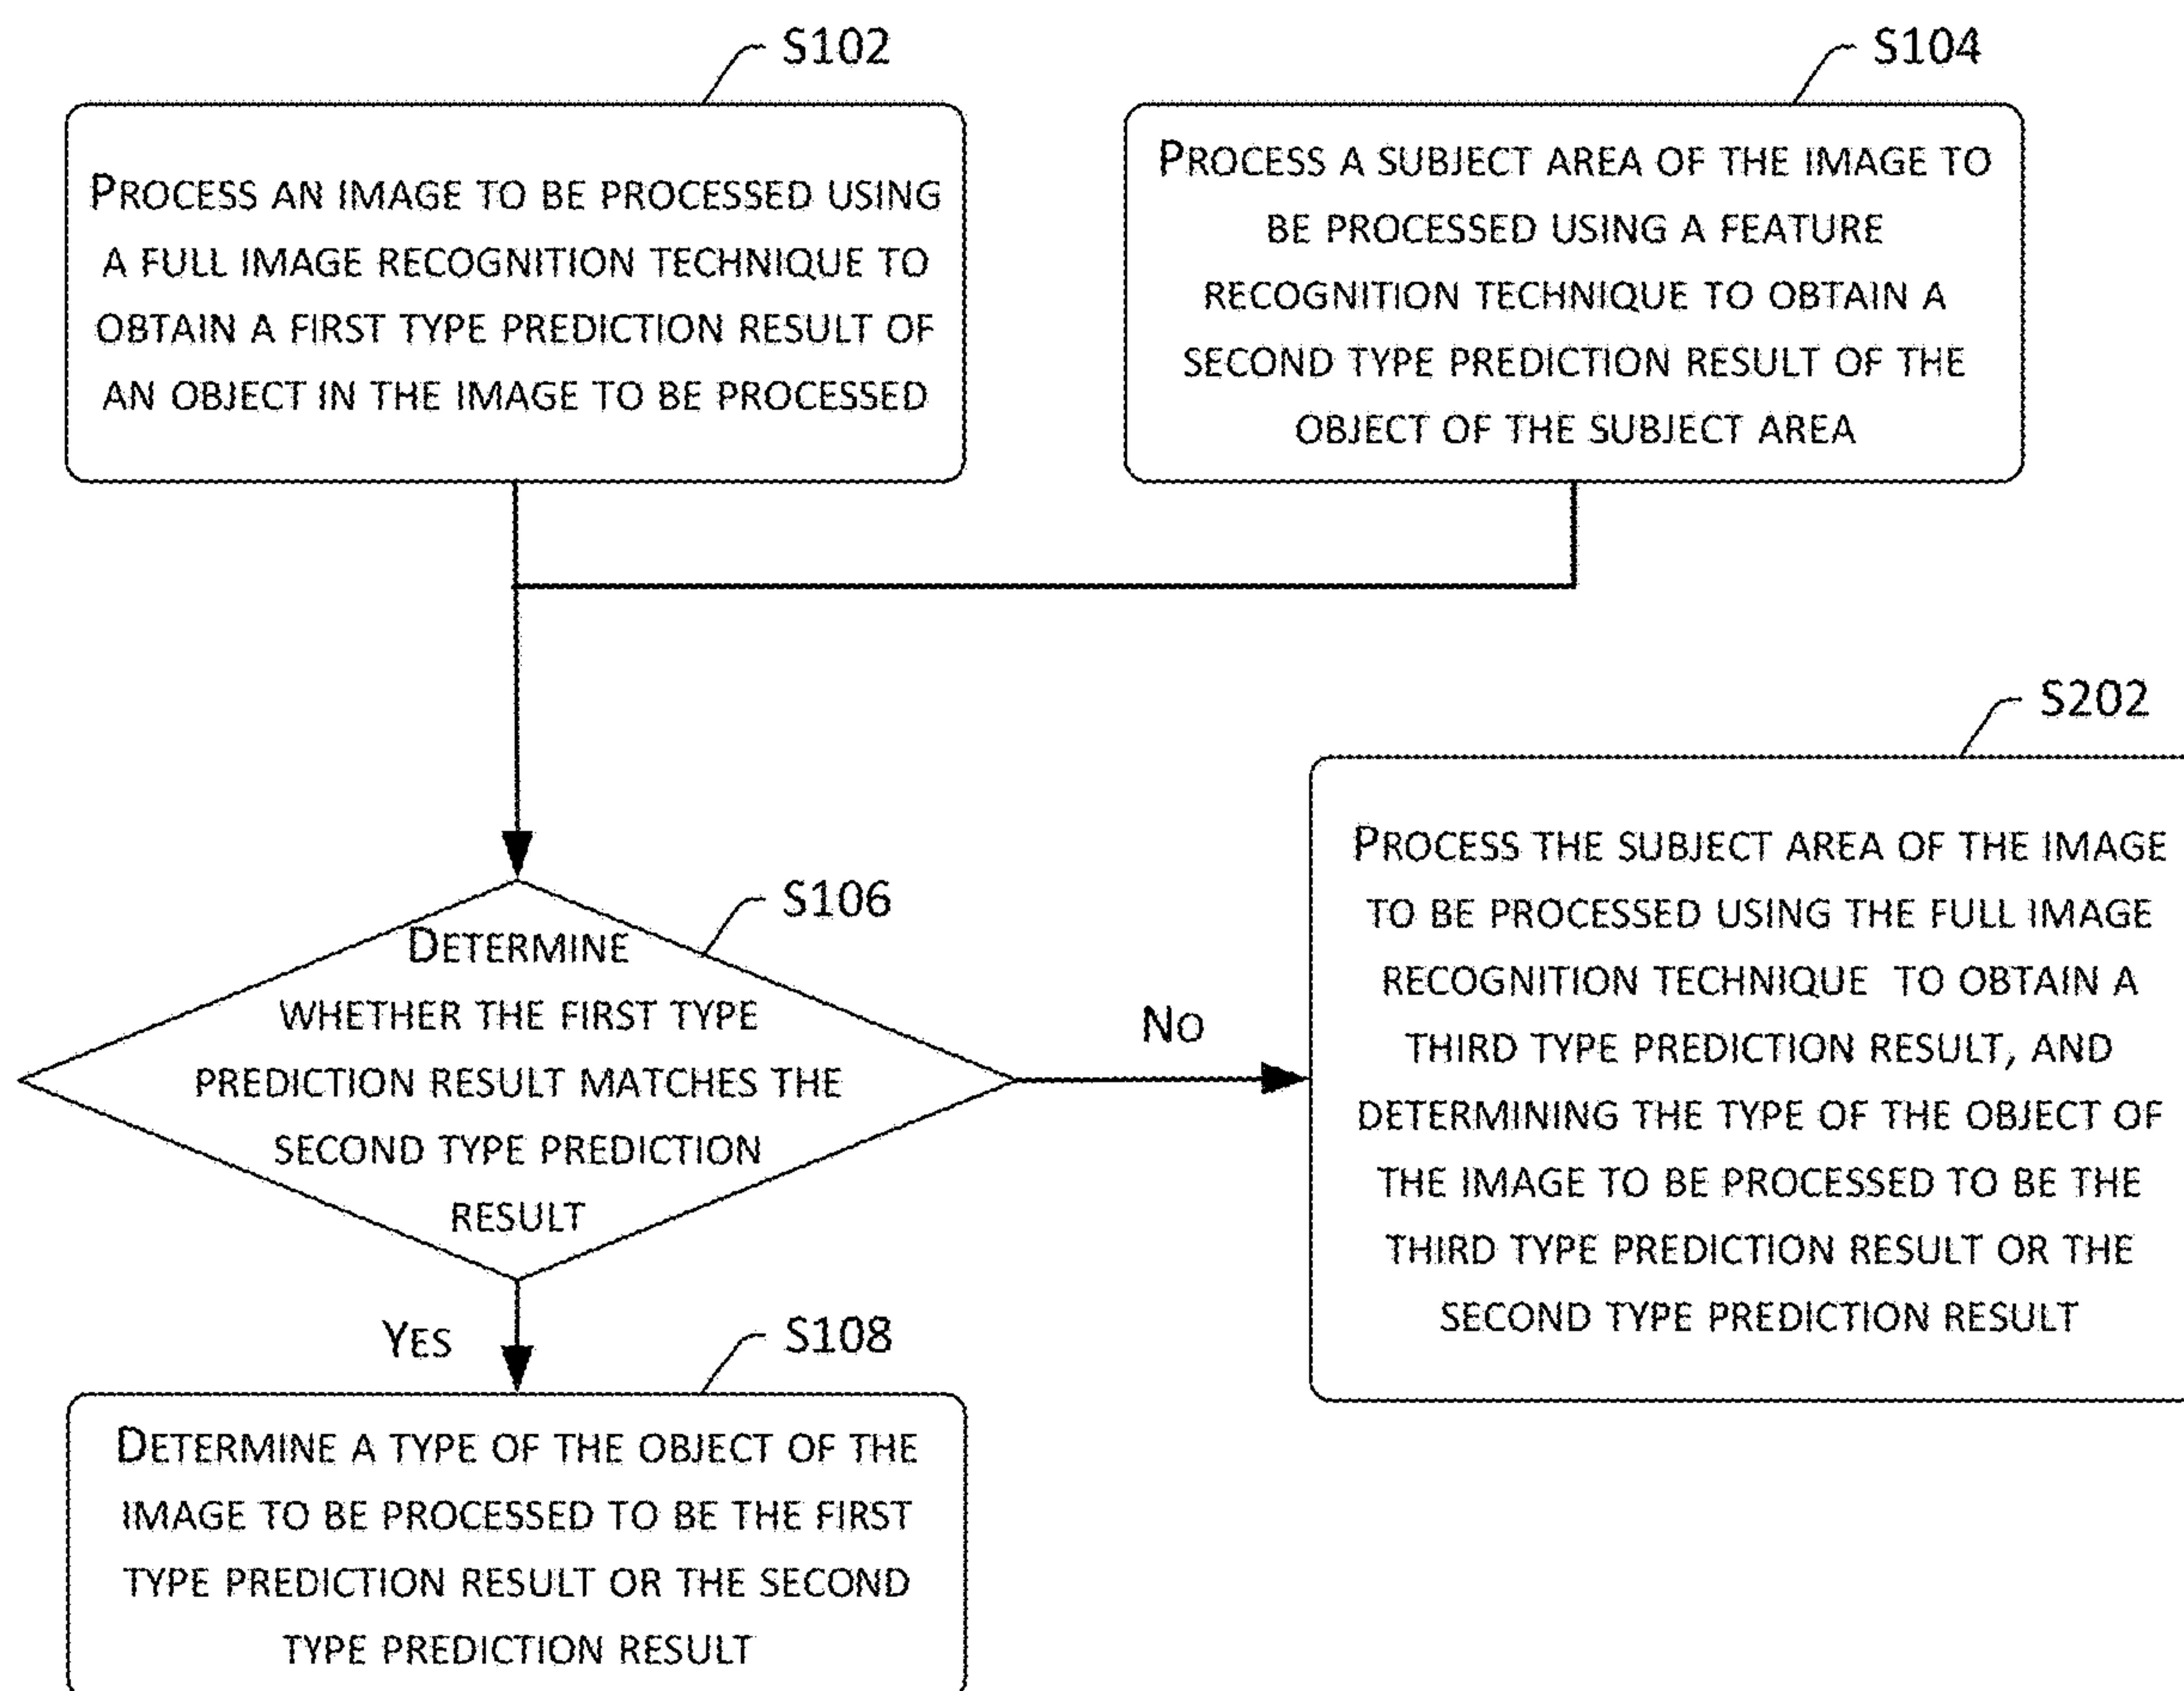 S102
PROCESS AN IMAGE TO BE PROCESSED USING
A FULL IMAGE RECOGNITION TECHNIQUE TO
OBTAIN A FIRST TYPE PREDICTION RESULT OF
AN OBJECT IN THE IMAGE TO BE PROCESSED
S104
PROCESS A SUBJECT AREA OF THE IMAGE TO
BE PROCESSED USING A FEATURE
RECOGNITION TECHNIQUE TO OBTAIN A
SECOND TYPE PREDICTION RESULT OF THE
OBJECT OF THE SUBJECT AREA
S106
DETERMINE
WHETHER THE FIRST TYPE
PREDICTION RESULT MATCHES THE
SECOND TYPE PREDICTION
RESULT
NO
S202
PROCESS THE SUBJECT AREA OF THE IMAGE
TO BE PROCESSED USING THE FULL IMAGE
RECOGNITION TECHNIQUE TO OBTAIN A
THIRD TYPE PREDICTION RESULT, AND
DETERMINING THE TYPE OF THE OBJECT OF
THE IMAGE TO BE PROCESSED TO BE THE
THIRD TYPE PREDICTION RESULT OR THE
SECOND TYPE PREDICTION RESULT
YES
S108
DETERMINE A TYPE OF THE OBJECT OF THE
IMAGE TO BE PROCESSED TO BE THE FIRST
TYPE PREDICTION RESULT OR THE SECOND
TYPE PREDICTION RESULT